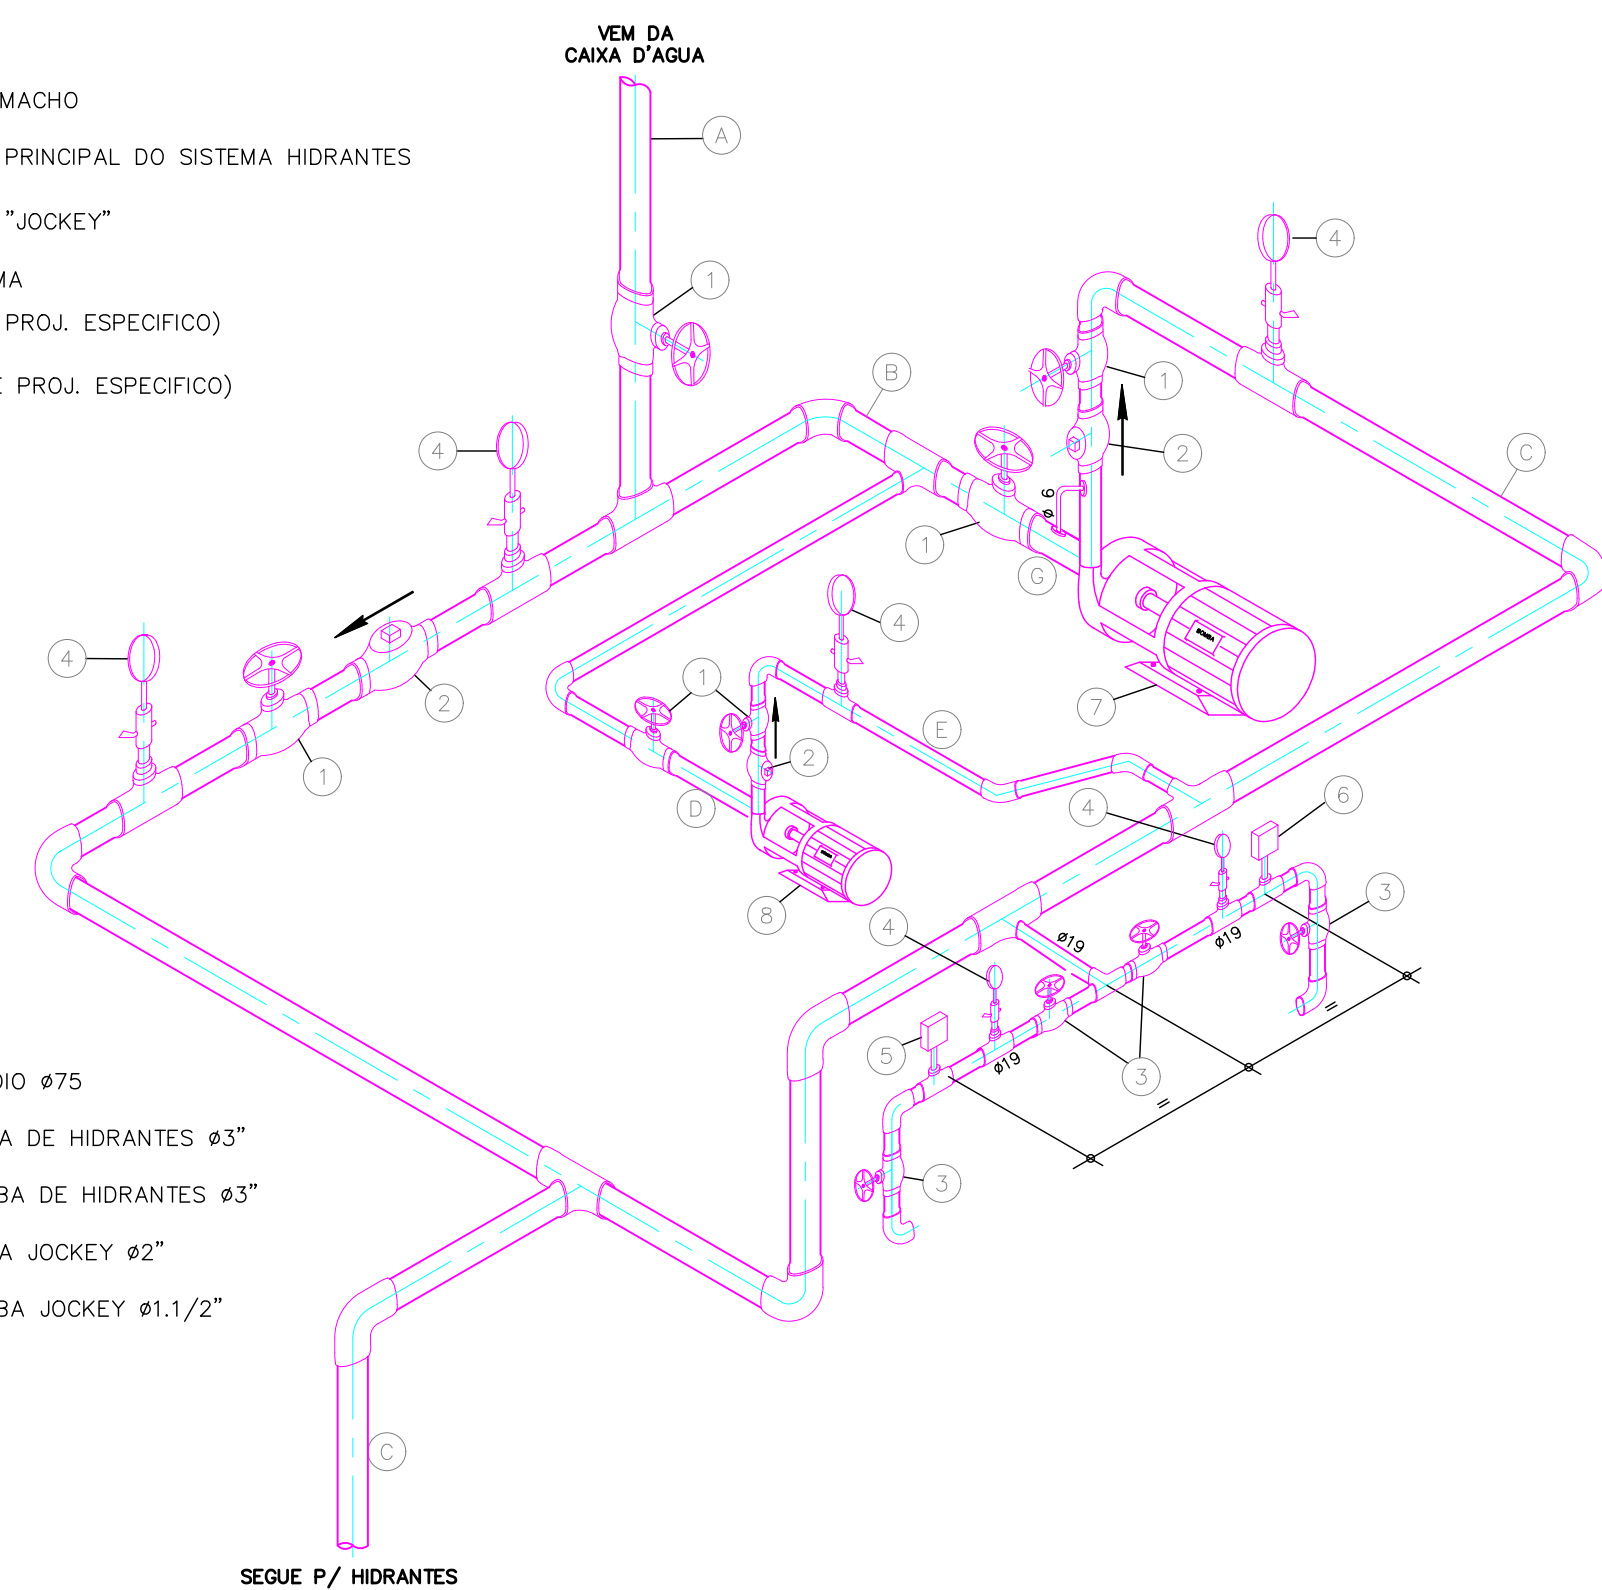 VEM DA
CAIXA D'AGUA
MACHO
PRINCIPAL DO SISTEMA HIDRANTES
"JOCKEY"
MA
PROJ. ESPECIFICO)
E PROJ. ESPECIFICO)
A
1
4
B
1
2
C
4
1
G
ø 6
4
4
2
1
1
E
2
D
BOMBA
7
BOMBA
8
4
6
3
4
ø19
ø19
5
ø19
3
=
=
3
DIO ø75
A DE HIDRANTES ø3"
BA DE HIDRANTES ø3"
A JOCKEY ø2"
BA JOCKEY ø1.1/2"
C
SEGUE P/ HIDRANTES